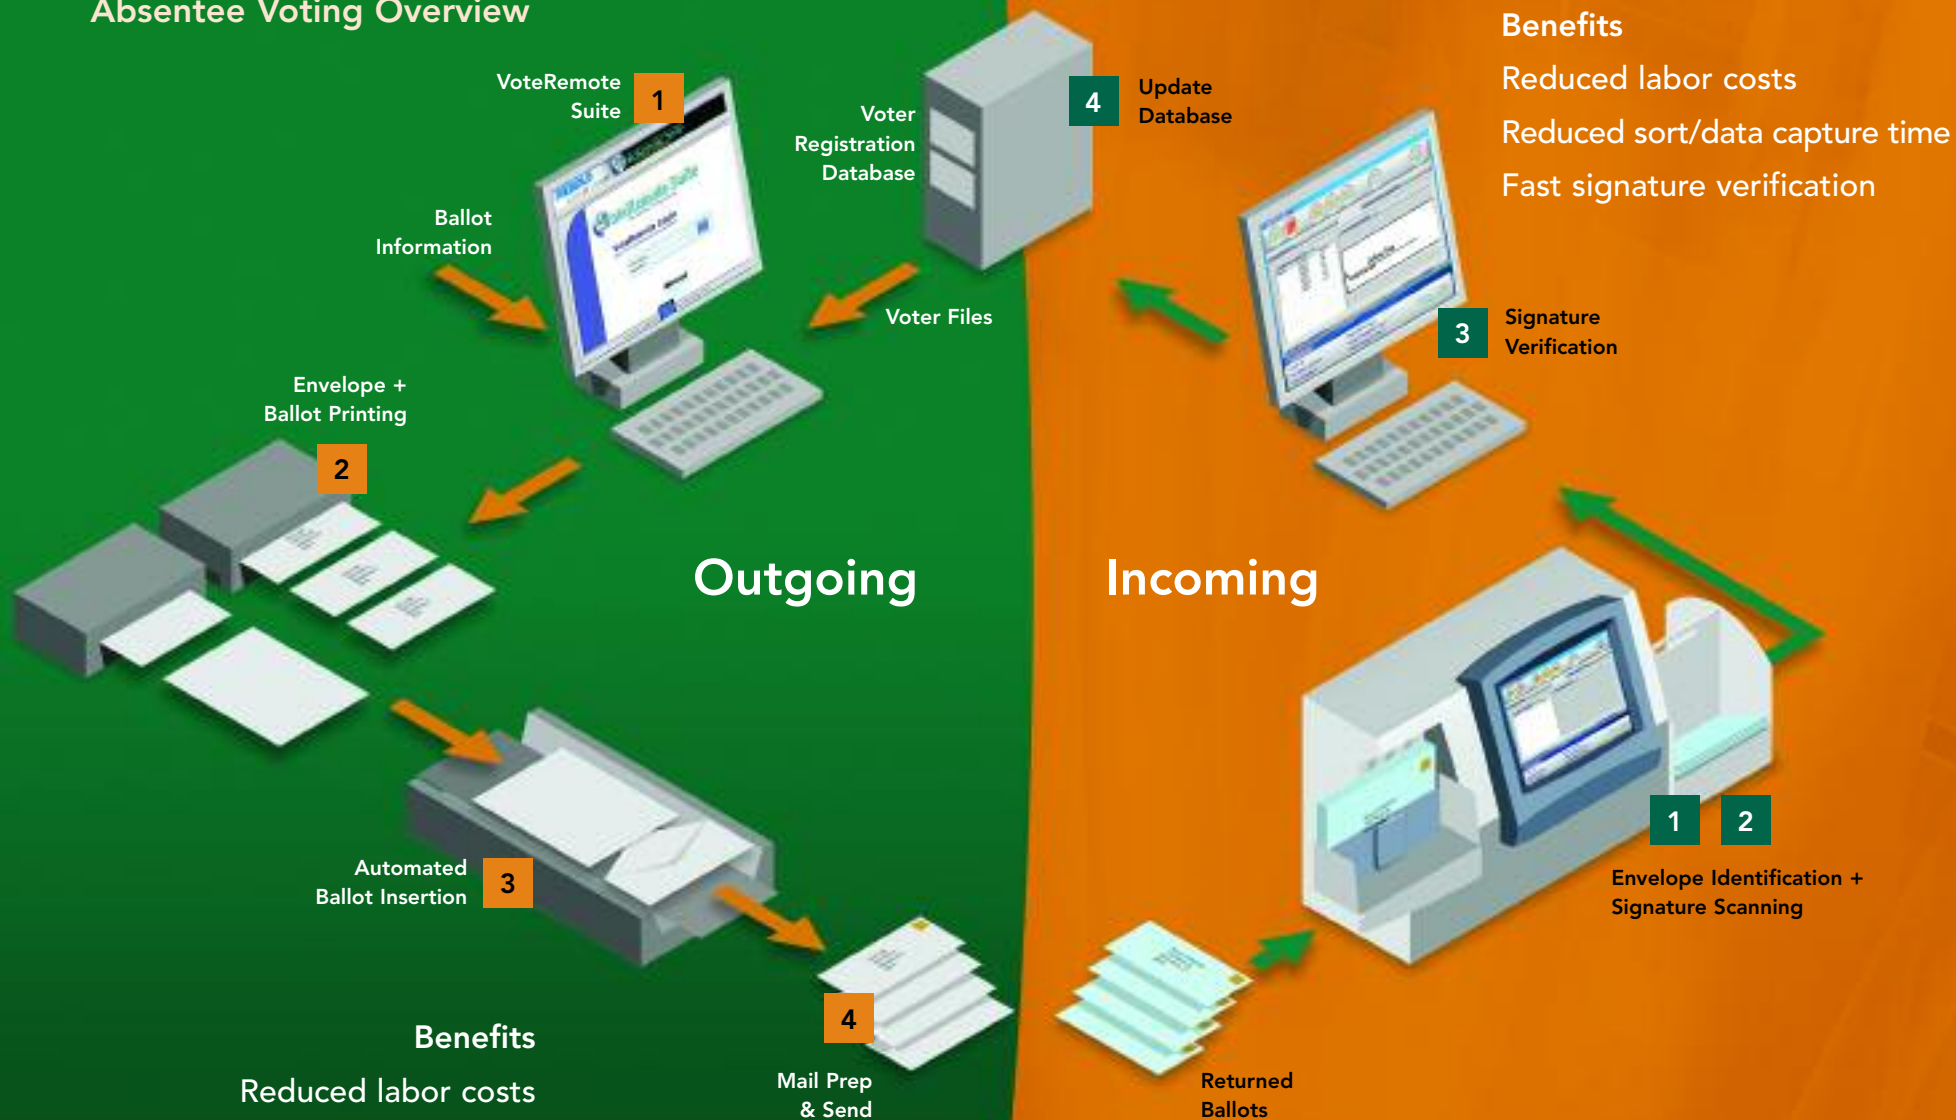 Absentee Voting Overview
VoteRemote
Suite
1
Voter
Registration
Database
Ballot
Information
Voter Files
Envelope +
Ballot Printing
2
Outgoing
Automated
Ballot Insertion
3
4
Mail Prep
& Send
Benefits
Reduced labor costs
Benefits
Reduced labor costs
Reduced sort/data capture time
Fast signature verification
4
Update
Database
3
Signature
Verification
Incoming
1
2
Envelope Identification +
Signature Scanning
Returned
Ballots